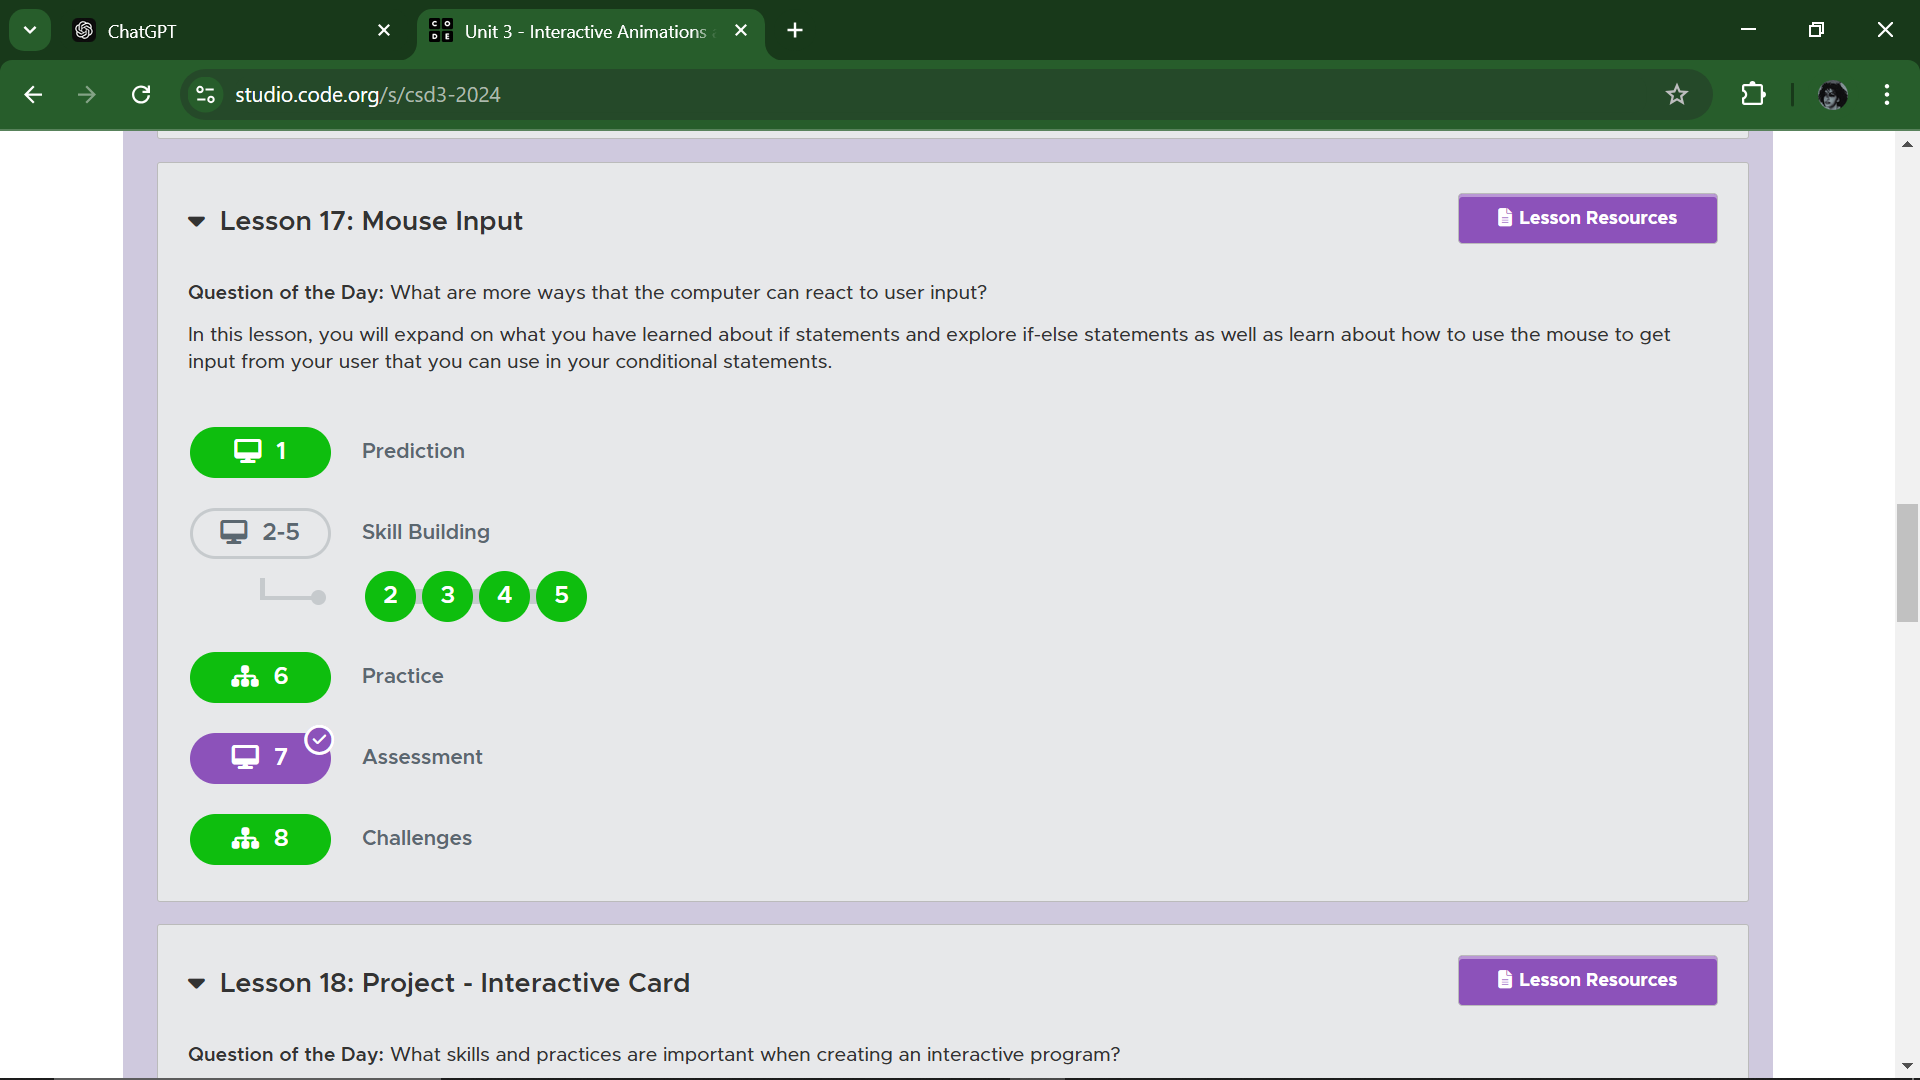 ChatGPT
CODE
Unit 3 - Interactive Animations
studio.code.org/s/csd3-2024
Lesson 17: Mouse Input
Lesson Resources
Question of the Day: What are more ways that the computer can react to user input?
In this lesson, you will expand on what you have learned about if statements and explore if-else statements as well as learn about how to use the mouse to get
input from your user that you can use in your conditional statements.
1 Prediction
2-5 Skill Building
2 3 4 5
6 Practice
7 Assessment
8 Challenges
Lesson 18: Project - Interactive Card
Lesson Resources
Question of the Day: What skills and practices are important when creating an interactive program?